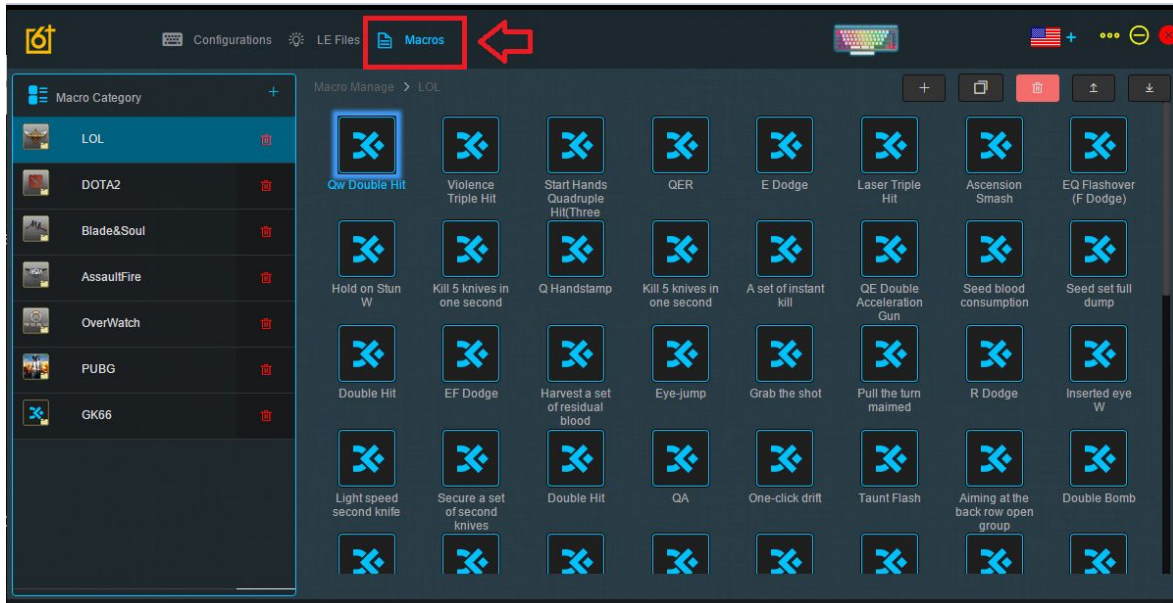 Configurations
LE Files
Macros
Macro Category
Macro Manage > LOL
LOL
DOTA2
Blade&Soul
AssaultFire
OverWatch
PUBG
GK66
Qw Double Hit
Violence
Triple Hit
Start Hands
Quadruple
Hit(Three
QER
E Dodge
Laser Triple
Hit
Ascension
Smash
EQ Flashover
(F Dodge)
Hold on Stun
W
Kill 5 knives in
one second
Q Handstamp
Kill 5 knives in
one second
A set of instant
kill
QE Double
Acceleration
Gun
Seed blood
consumption
Seed set full
dump
Double Hit
EF Dodge
Harvest a set
of residual
blood
Eye-jump
Grab the shot
Pull the turn
maimed
R Dodge
Inserted eye
W
Light speed
second knife
Secure a set
of second
knives
Double Hit
QA
One-click drift
Taunt Flash
Aiming at the
back row open
group
Double Bomb